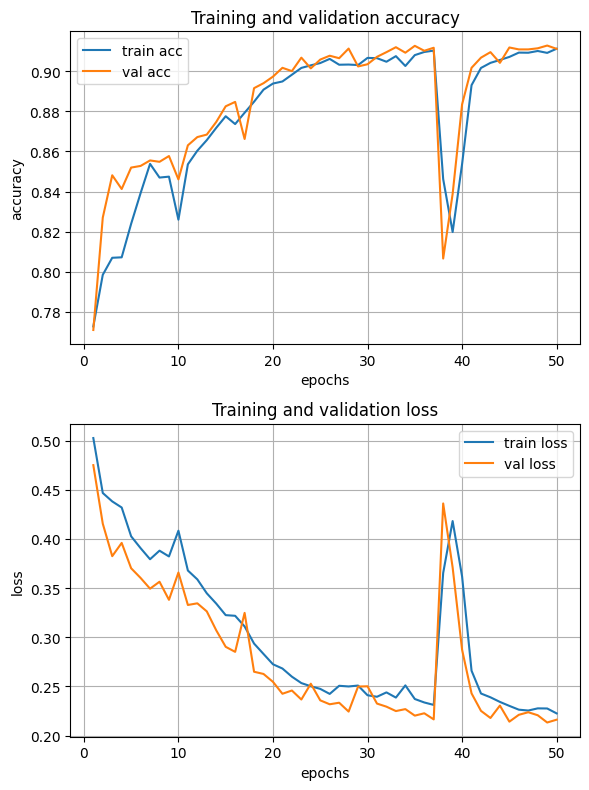 Training and validation accuracy
train acc
val acc
accuracy
0.90
0.88
0.86
0.84
0.82
0.80
0.78
0 10 20 30 40 50
epochs
Training and validation loss
train loss
val loss
loss
0.50
0.45
0.40
0.35
0.30
0.25
0.20
0 10 20 30 40 50
epochs